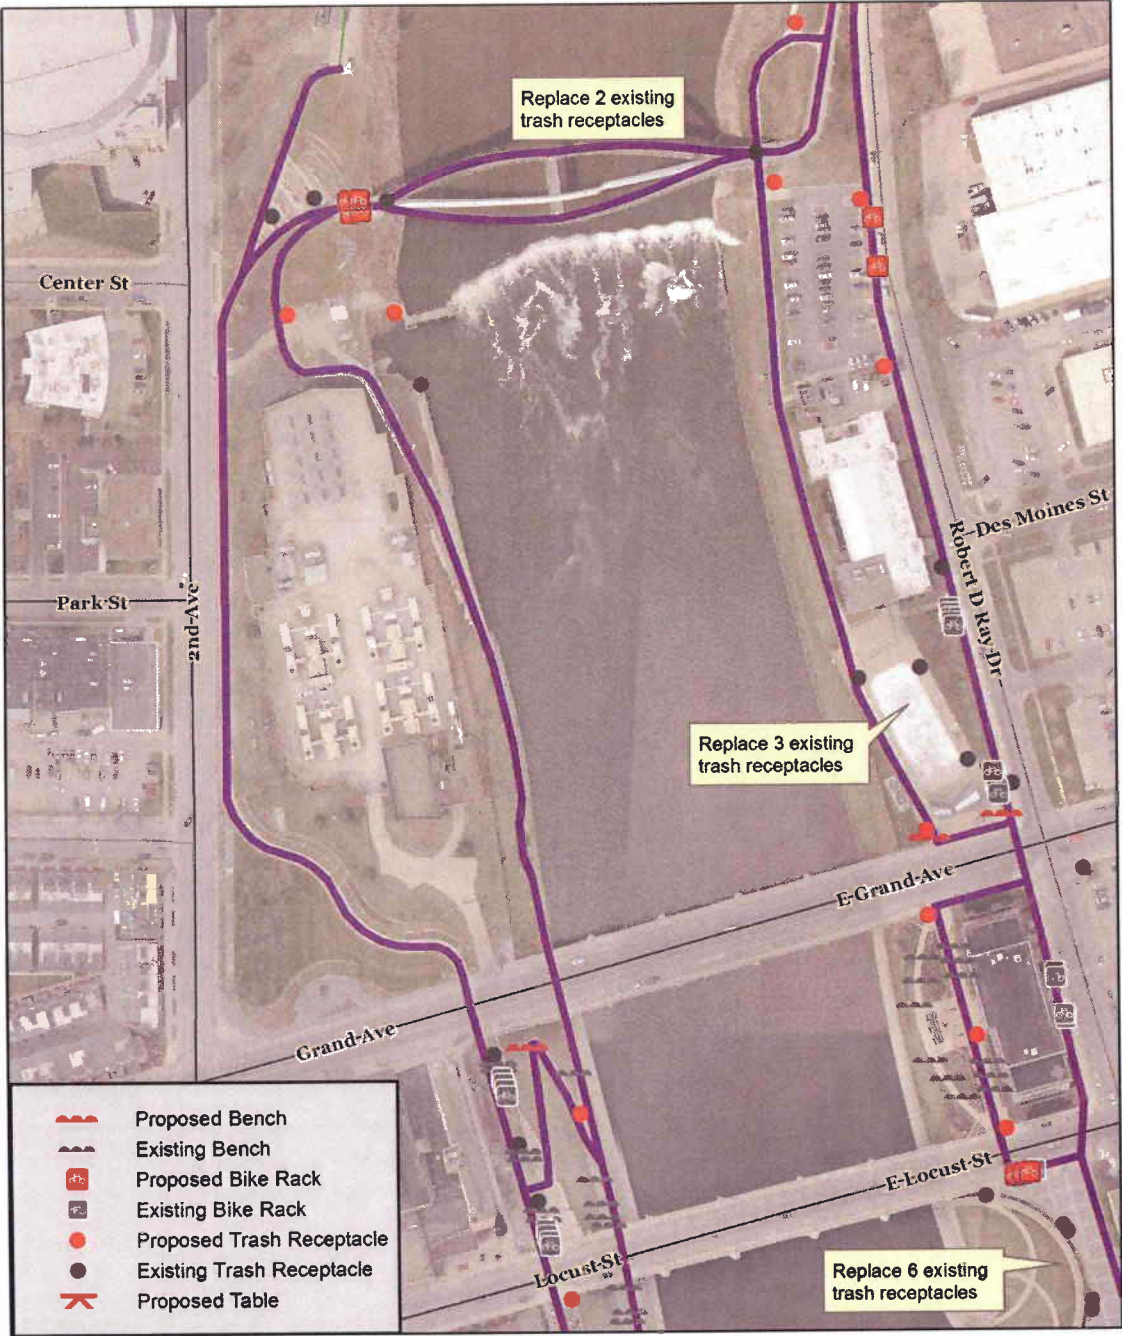 Replace 2 existing
trash receptacles
Center St
Des Moines St
Robert D Ray Dr
Park St
2nd Ave
Replace 3 existing
trash receptacles
E Grand Ave
Grand Ave
E Locust St
Locust St
Replace 6 existing
trash receptacles
Proposed Bench
Existing Bench
Proposed Bike Rack
Existing Bike Rack
Proposed Trash Receptacle
Existing Trash Receptacle
Proposed Table